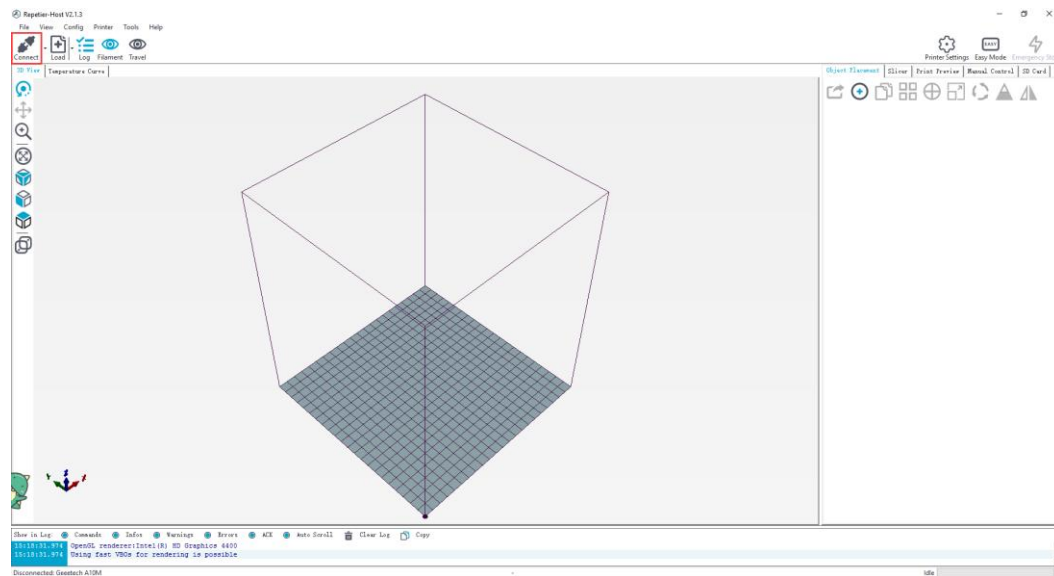 Repetier-Host V2.1.3
File View Config Printer Tools Help
Connect Load Log Filament Travel
Printer Settings Easy Mode Emergency Sto
EASY
3D View Temperature Curve
Object Placement Slicer Print Preview Manual Control SD Card
Show in Log: Commands Infos Warnings Errors ACK Auto Scroll Clear Log Copy
15:18:31.974 OpenGL renderer:Intel(R) HD Graphics 4400
15:18:31.974 Using fast VBOs for rendering is possible
Disconnected: Geeetech A10M - Idle